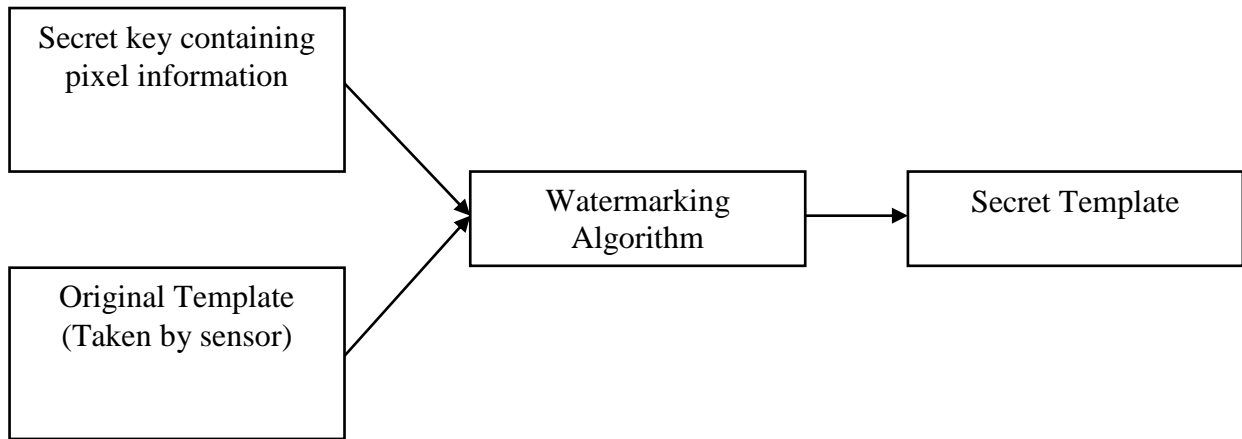 Secret key containing
pixel information
Watermarking
Algorithm
Secret Template
Original Template
(Taken by sensor)